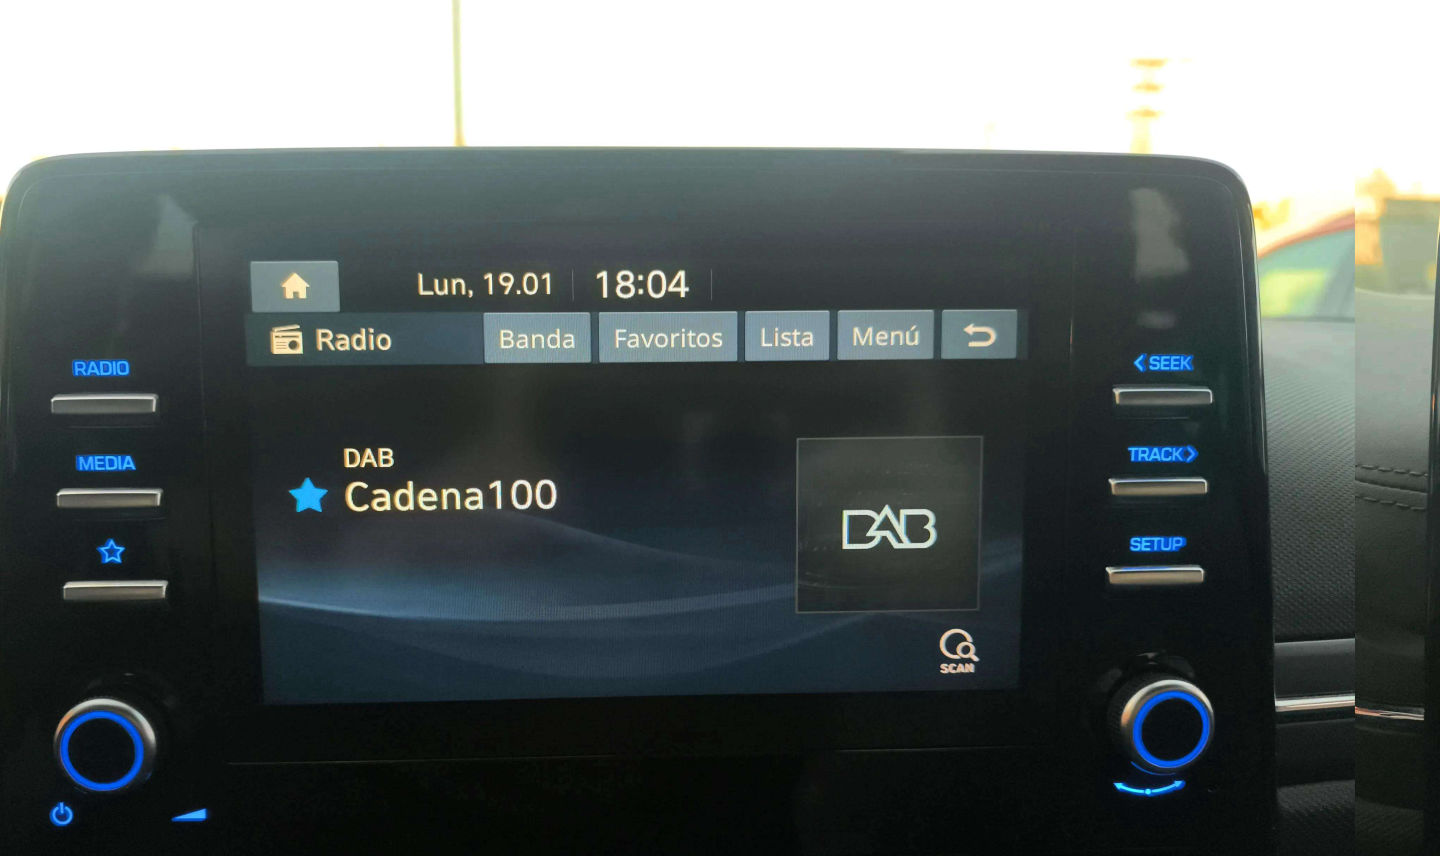 Lun, 19.01 18:04
Radio Banda Favoritos Lista Menú
RADIO
MEDIA
DAB
Cadena100
DAB
SCAN
SEEK
TRACK
SETUP